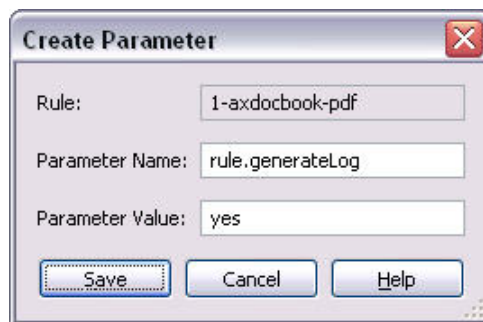 Create Parameter
Rule: 1-axdocbook-pdf
Parameter Name: rule.generateLog
Parameter Value: yes
Save Cancel Help